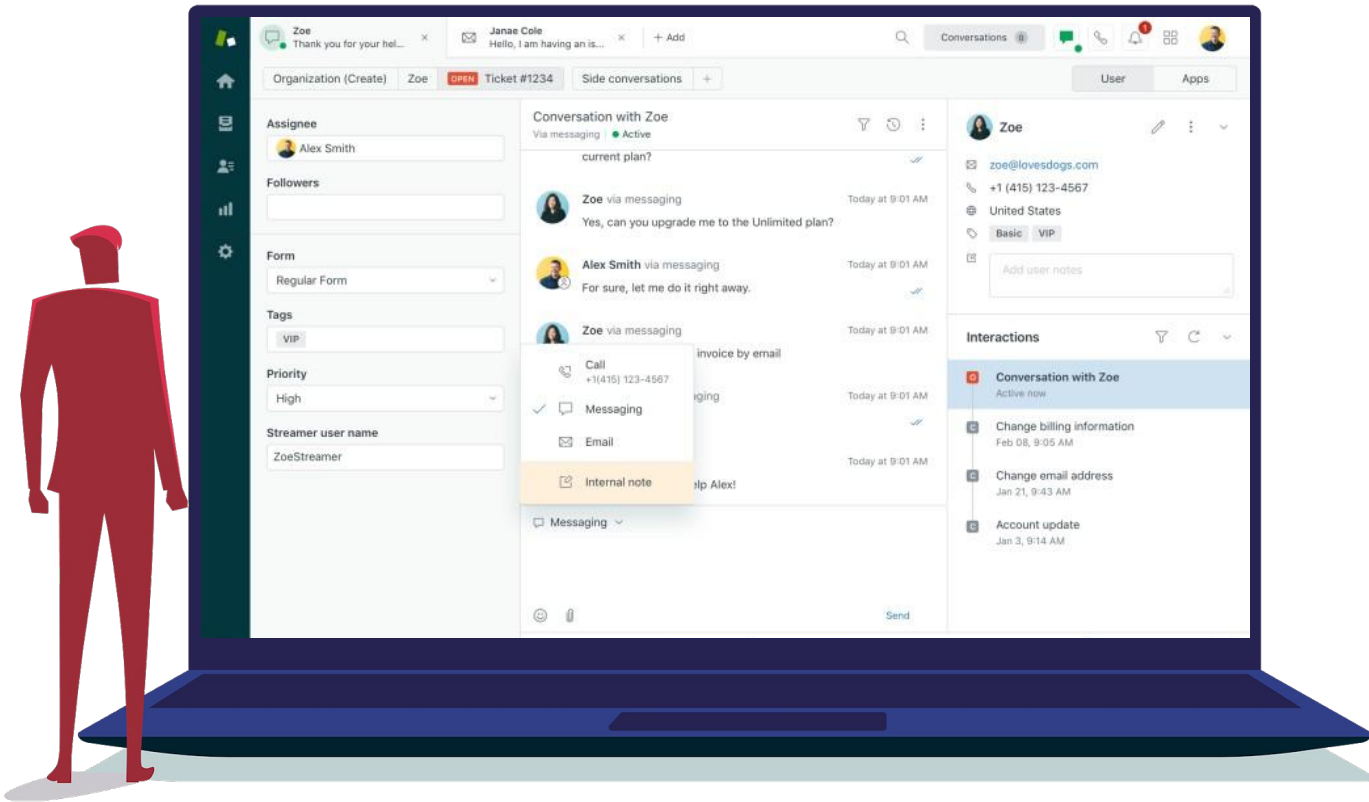 Zoe
Thank you for your hel...
Janae Cole
Hello, I am having an is...
+ Add
Conversations 0
1
Organization (Create)
Zoe
OPEN Ticket #1234
Side conversations
+
User
Apps
Assignee
Alex Smith
Followers
Form
Regular Form
Tags
VIP
Priority
High
Streamer user name
ZoeStreamer
Conversation with Zoe
Via messaging Active
current plan?
Zoe via messaging Today at 9:01 AM
Yes, can you upgrade me to the Unlimited plan?
Alex Smith via messaging Today at 9:01 AM
For sure, let me do it right away.
Zoe via messaging Today at 9:01 AM
invoice by email
Today at 9:01 AM
Today at 9:01 AM
elp Alex!
Call
+1(415) 123-4567
Messaging
Email
Internal note
Messaging
Send
Zoe
zoe@lovesdogs.com
+1 (415) 123-4567
United States
Basic VIP
Add user notes
Interactions
O Conversation with Zoe
Active now
C Change billing information
Feb 08, 9:05 AM
C Change email address
Jan 21, 9:43 AM
C Account update
Jan 3, 9:14 AM